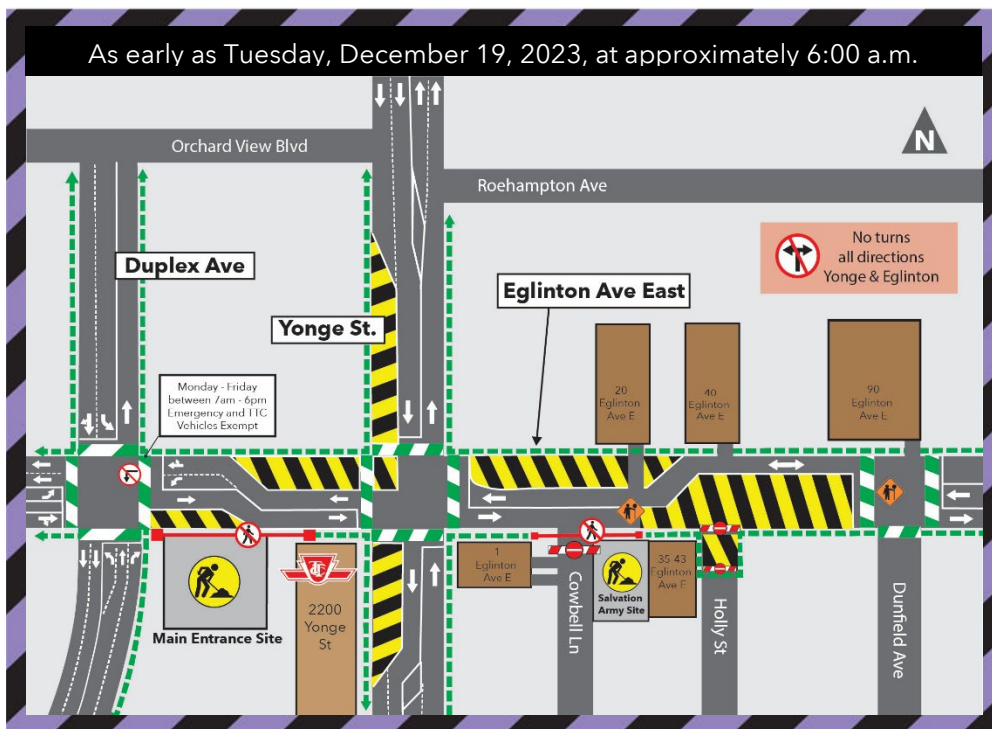 As early as Tuesday, December 19, 2023, at approximately 6:00 a.m.
Orchard View Blvd
N
Roehampton Ave
No turns
all directions
Yonge & Eglinton
Duplex Ave
Eglinton Ave East
Yonge St.
Monday - Friday
between 7am - 6pm
Emergency and TTC
Vehicles Exempt
20
Eglinton
Ave E
40
Eglinton
Ave E
90
Eglinton
Ave E
1
Eglinton
Ave E
35 43
Eglinton
Ave E
TTC
2200
Yonge
St
Main Entrance Site
Salvation
Army Site
Cowbell Ln
Holly St
Dunfield Ave